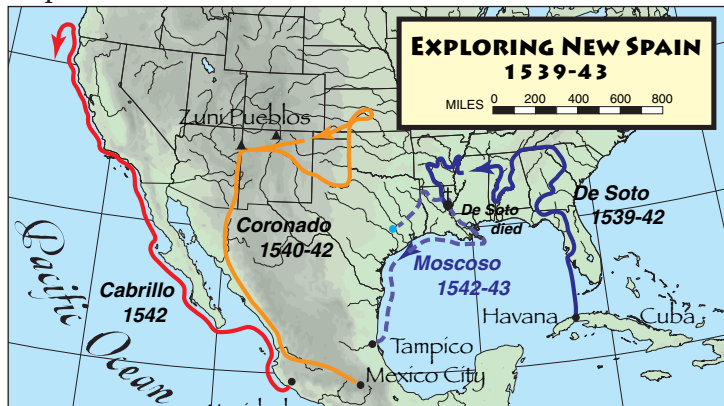 EXPLORING NEW SPAIN
1539-43
MILES 0 200 400 600 800
Zuni Pueblos
De Soto
1539-42
De Soto
died
Coronado
1540-42
Moscoso
1542-43
Cabrillo
1542
Pacific Ocean
Havana
Cuba
Tampico
Mexico City